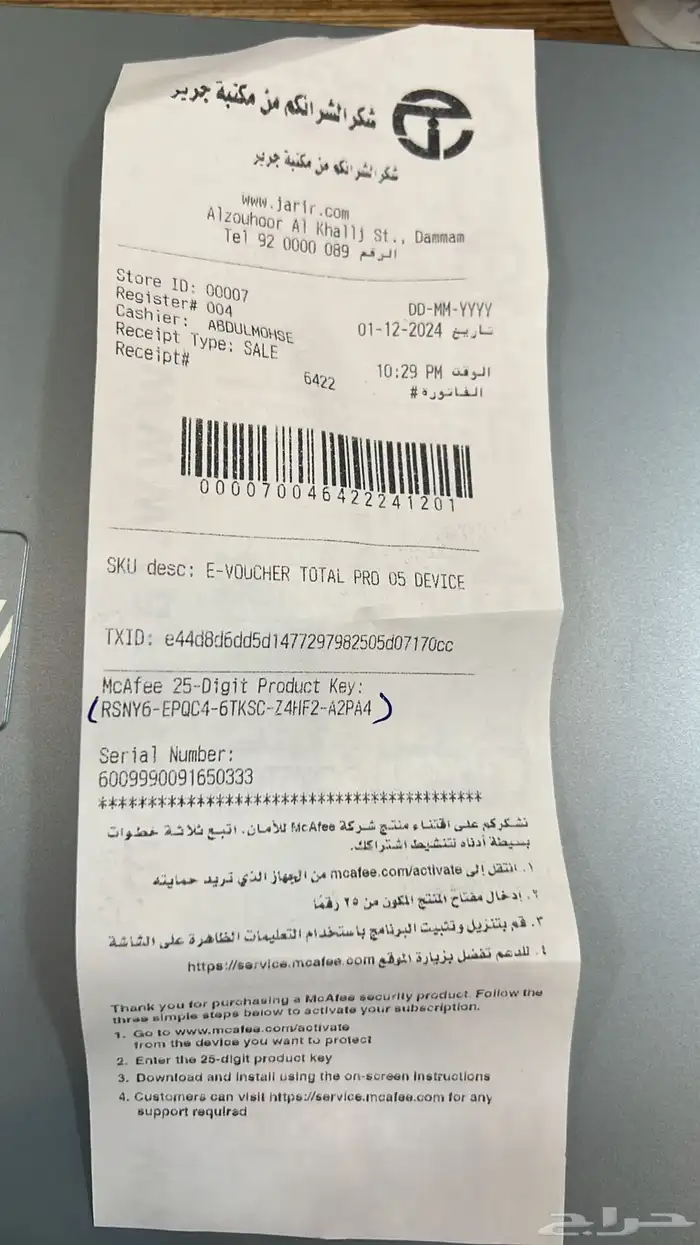 شكرا لشرائكم من مكتبة جرير
شكرا لشرائكم من مكتبة جرير
www.jarir.com
Alzouhoor Al Khalij St., Dammam
Tel 92 0000 089 الرقم
Store ID: 00007
Register# 004
Cashier: ABDULMOHSE
Receipt Type: SALE
Receipt# 6422
DD-MM-YYYY
01-12-2024 تاريخ
10:29 PM الوقت
الفاتورة#
0000700464222241201
SKU desc: E-VOUCHER TOTAL PRO 05 DEVICE
TXID: e44d8d6dd5d1477297982505d07170cc
McAfee 25-Digit Product Key:
(RSNY6-EPQC4-6TKSC-Z4HF2-A2PA4)
Serial Number:
6009990091650333
***************************************
نشكركم على اقتناء منتج شركة McAfee للأمان. اتبع ثلاثة خطوات
بسيطة أدناه لتنشيط اشتراكك.
١. انتقل إلى mcafee.com/activate من الجهاز الذي تريد حمايته
٢. إدخال مفتاح المنتج المكون من ٢٥ رقمًا
٣. قم بتنزيل وتثبيت البرنامج باستخدام التعليمات الظاهرة على الشاشة
٤. للدعم تفضل بزيارة الموقع https://service.mcafee.com
Thank you for purchasing a McAfee security product. Follow the
three simple steps below to activate your subscription.
1. Go to www.mcafee.com/activate
from the device you want to protect
2. Enter the 25-digit product key
3. Download and install using the on-screen instructions
4. Customers can visit https://service.mcafee.com for any
support required
حراج